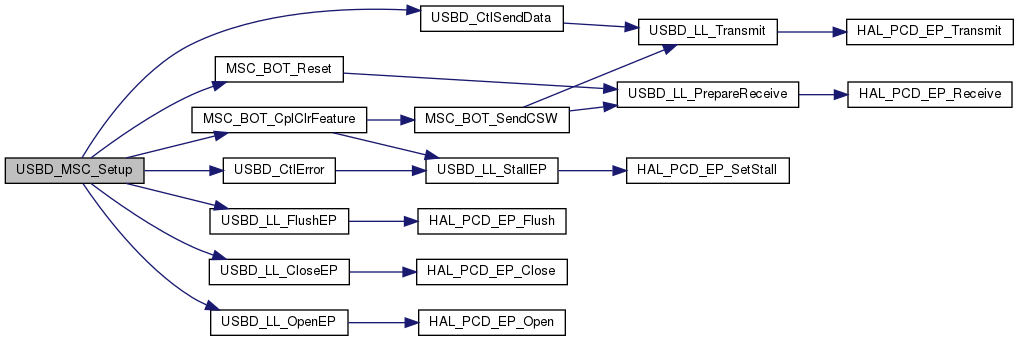 USBD_CtlSendData
USBD_LL_Transmit
HAL_PCD_EP_Transmit
MSC_BOT_Reset
USBD_LL_PrepareReceive
HAL_PCD_EP_Receive
MSC_BOT_CplClrFeature
MSC_BOT_SendCSW
USBD_MSC_Setup
USBD_CtlError
USBD_LL_StallEP
HAL_PCD_EP_SetStall
USBD_LL_FlushEP
HAL_PCD_EP_Flush
USBD_LL_CloseEP
HAL_PCD_EP_Close
USBD_LL_OpenEP
HAL_PCD_EP_Open